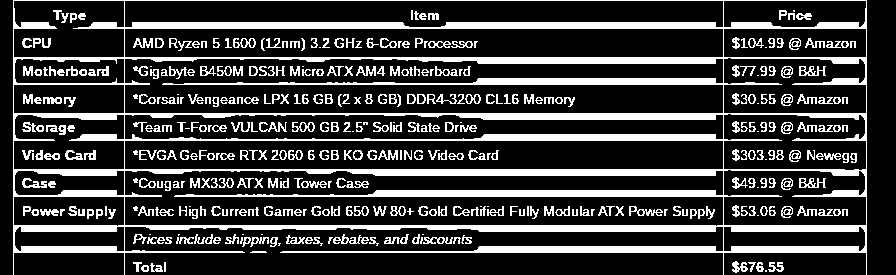 Type Item Price
CPU AMD Ryzen 5 1600 (12nm) 3.2 GHz 6-Core Processor $104.99 @ Amazon
Motherboard *Gigabyte B450M DS3H Micro ATX AM4 Motherboard $77.99 @ B&H
Memory *Corsair Vengeance LPX 16 GB (2 x 8 GB) DDR4-3200 CL16 Memory $30.55 @ Amazon
Storage *Team T-Force VULCAN 500 GB 2.5" Solid State Drive $55.99 @ Amazon
Video Card *EVGA GeForce RTX 2060 6 GB KO GAMING Video Card $303.98 @ Newegg
Case *Cougar MX330 ATX Mid Tower Case $49.99 @ B&H
Power Supply *Antec High Current Gamer Gold 650 W 80+ Gold Certified Fully Modular ATX Power Supply $53.06 @ Amazon
Prices include shipping, taxes, rebates, and discounts
Total $676.55